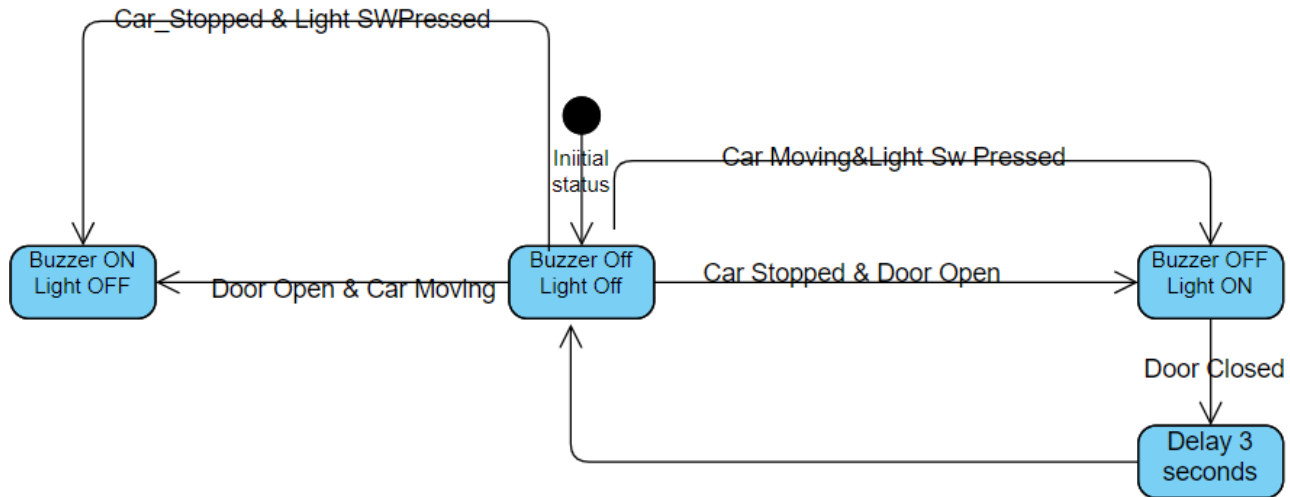 Car_Stopped & Light SWPressed
Iniitial
status
Car Moving&Light Sw Pressed
Buzzer ON
Light OFF
Door Open & Car Moving
Buzzer Off
Light Off
Car Stopped & Door Open
Buzzer OFF
Light ON
Door Closed
Delay 3
seconds